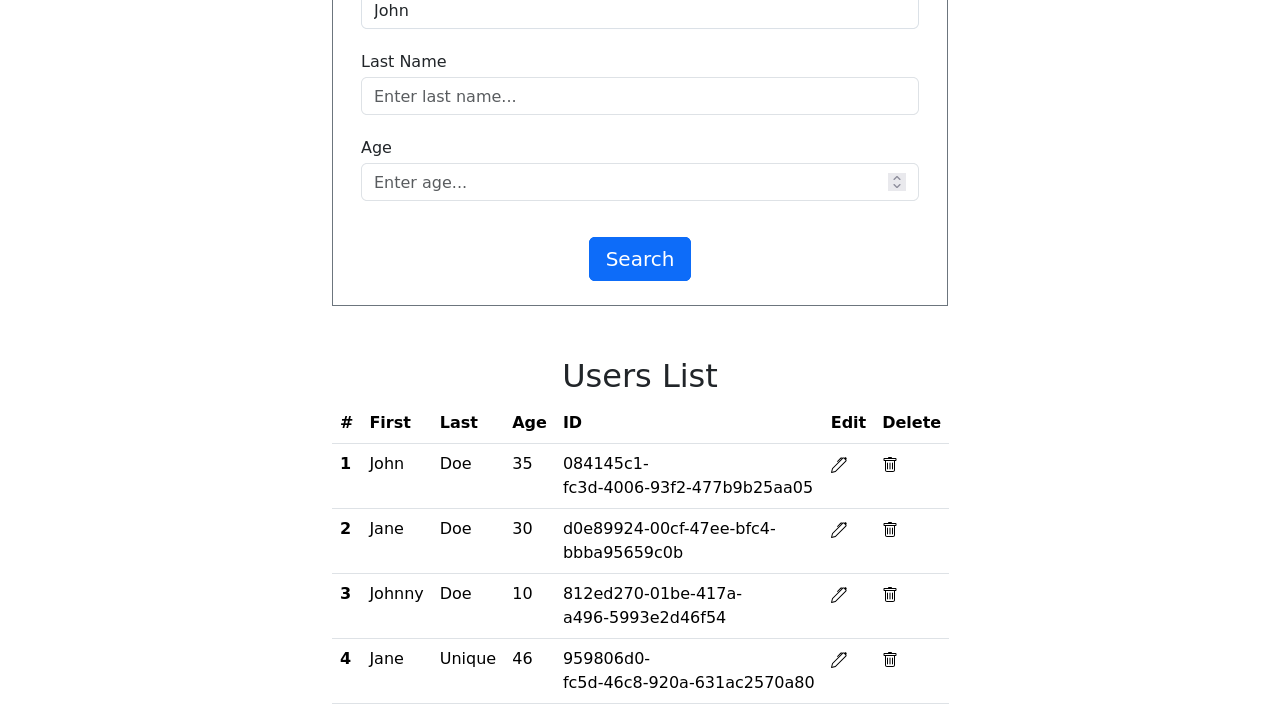 John
Last Name
Enter last name...
Age
Enter age...
Search
Users List
# First Last Age ID Edit Delete
1 John Doe 35 084145c1-
fc3d-4006-93f2-477b9b25aa05
2 Jane Doe 30 d0e89924-00cf-47ee-bfc4-
bbba95659c0b
3 Johnny Doe 10 812ed270-01be-417a-
a496-5993e2d46f54
4 Jane Unique 46 959806d0-
fc5d-46c8-920a-631ac2570a80